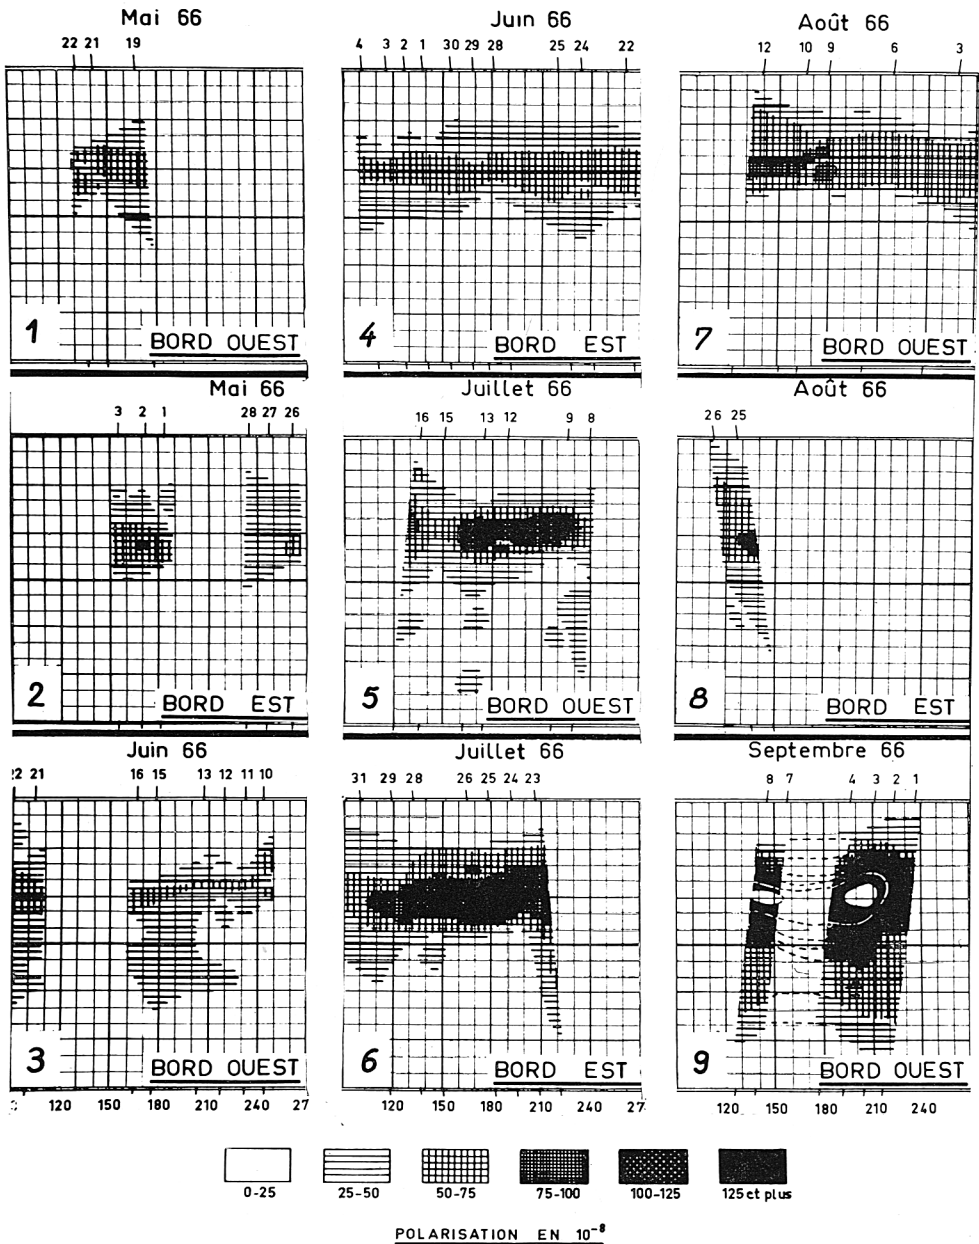 Mai 66
22 21 19
1
BORD OUEST
Juin 66
4 3 2 1 30 29 28 25 24 22
4
BORD EST
Août 66
12 10 9 6 3
7
BORD OUEST
Mai 66
3 2 1 28 27 26
2
BORD EST
Juillet 66
16 15 13 12 9 8
5
BORD OUEST
Août 66
26 25
8
BORD EST
Juin 66
22 21 16 15 13 12 11 10
3
BORD OUEST
120 150 180 210 240 27
Juillet 66
31 29 28 26 25 24 23
6
BORD EST
120 150 180 210 240 27
Septembre 66
8 7 4 3 2 1
9
BORD OUEST
120 150 180 210 240
0-25 25-50 50-75 75-100 100-125 125 et plus
POLARISATION EN 10⁻⁸